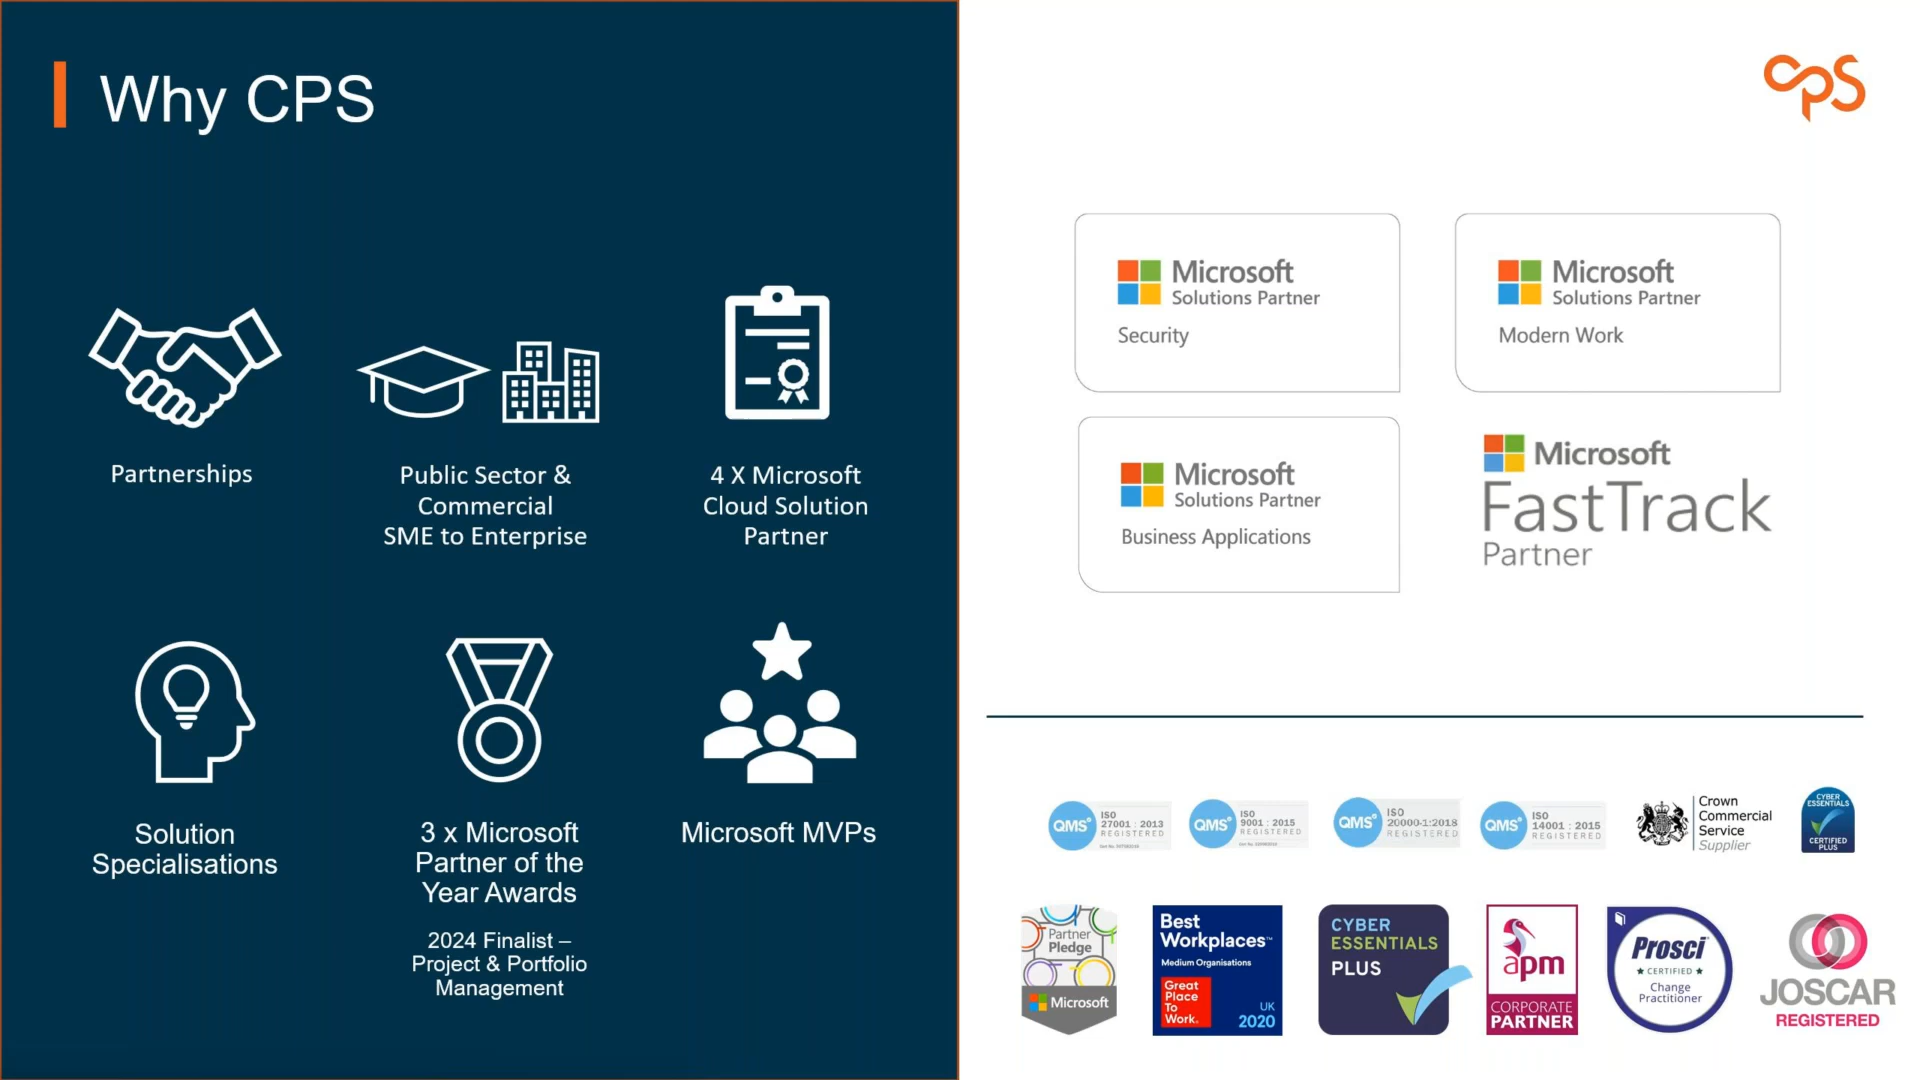 Why CPS
cps
Partnerships
Public Sector &
Commercial
SME to Enterprise
4 X Microsoft
Cloud Solution
Partner
Solution
Specialisations
3 x Microsoft
Partner of the
Year Awards
2024 Finalist –
Project & Portfolio
Management
Microsoft MVPs
Microsoft
Solutions Partner
Security
Microsoft
Solutions Partner
Modern Work
Microsoft
Solutions Partner
Business Applications
Microsoft
FastTrack
Partner
QMS
ISO
27001 : 2013
REGISTERED
QMS
ISO
9001 : 2015
REGISTERED
QMS
ISO
20000-1:2018
REGISTERED
QMS
ISO
14001 : 2015
REGISTERED
Crown
Commercial
Service
Supplier
CYBER
ESSENTIALS
CERTIFIED
PLUS
Partner
Pledge
Microsoft
Best
Workplaces™
Medium Organisations
Great
Place
To
Work.
UK
2020
CYBER
ESSENTIALS
PLUS
apm
CORPORATE
PARTNER
Prosci
★ CERTIFIED ★
Change
Practitioner
JOSCAR
REGISTERED